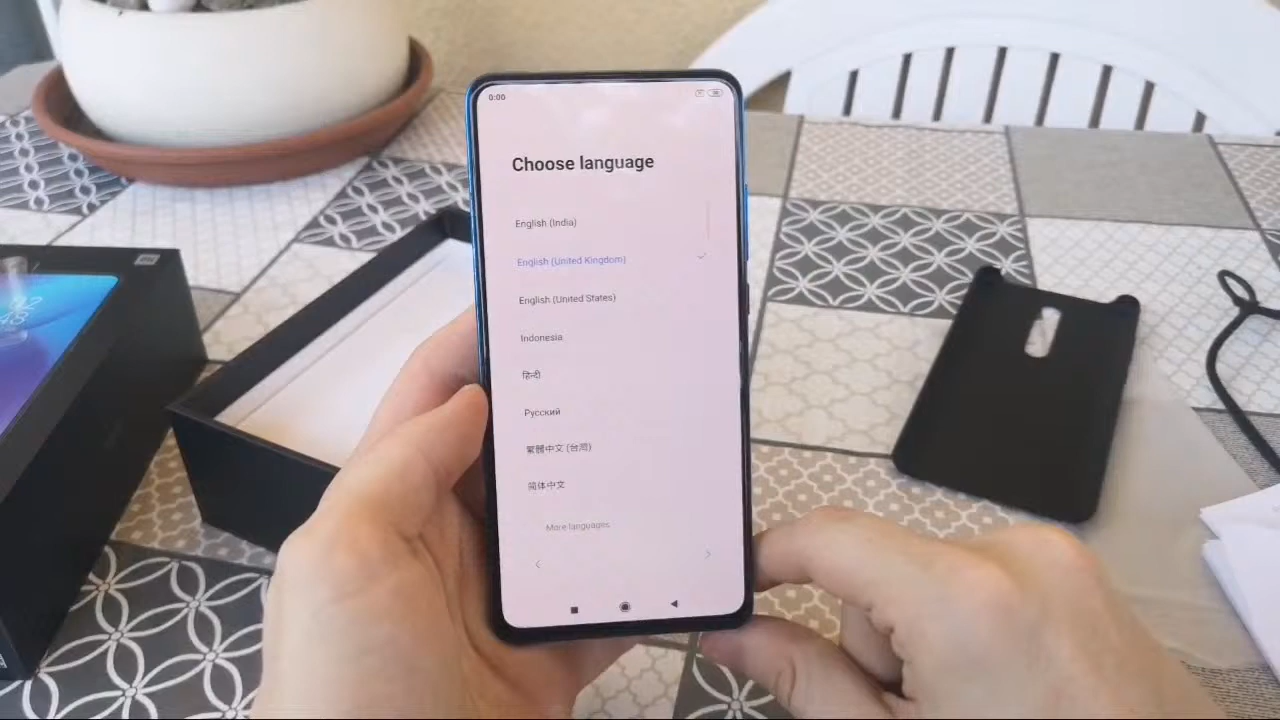 0:00
Choose language
English (India)
English (United Kingdom)
English (United States)
Indonesia
हिन्दी
Русский
繁體中文 (台灣)
简体中文
More languages